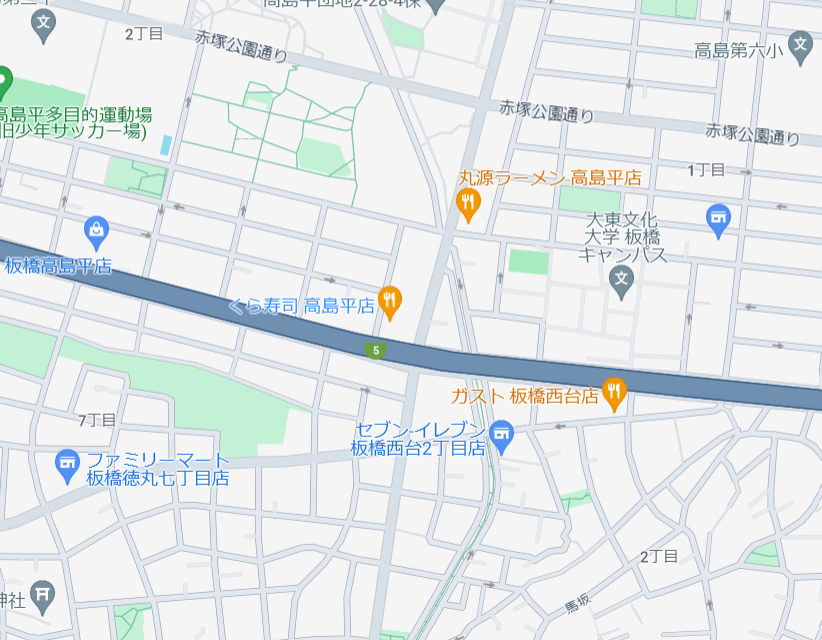 高島平団地2-28-4棟
2丁目
赤塚公園通り
高島第六小
高島平多目的運動場
旧少年サッカー場)
赤塚公園通り
赤塚公園通り
1丁目
丸源ラーメン 高島平店
大東文化
大学 板橋
キャンパス
板橋高島平店
くら寿司 高島平店
5
ガスト 板橋西台店
7丁目
セブン-イレブン
板橋西台2丁目店
ファミリーマート
板橋徳丸七丁目店
2丁目
神社
馬坂